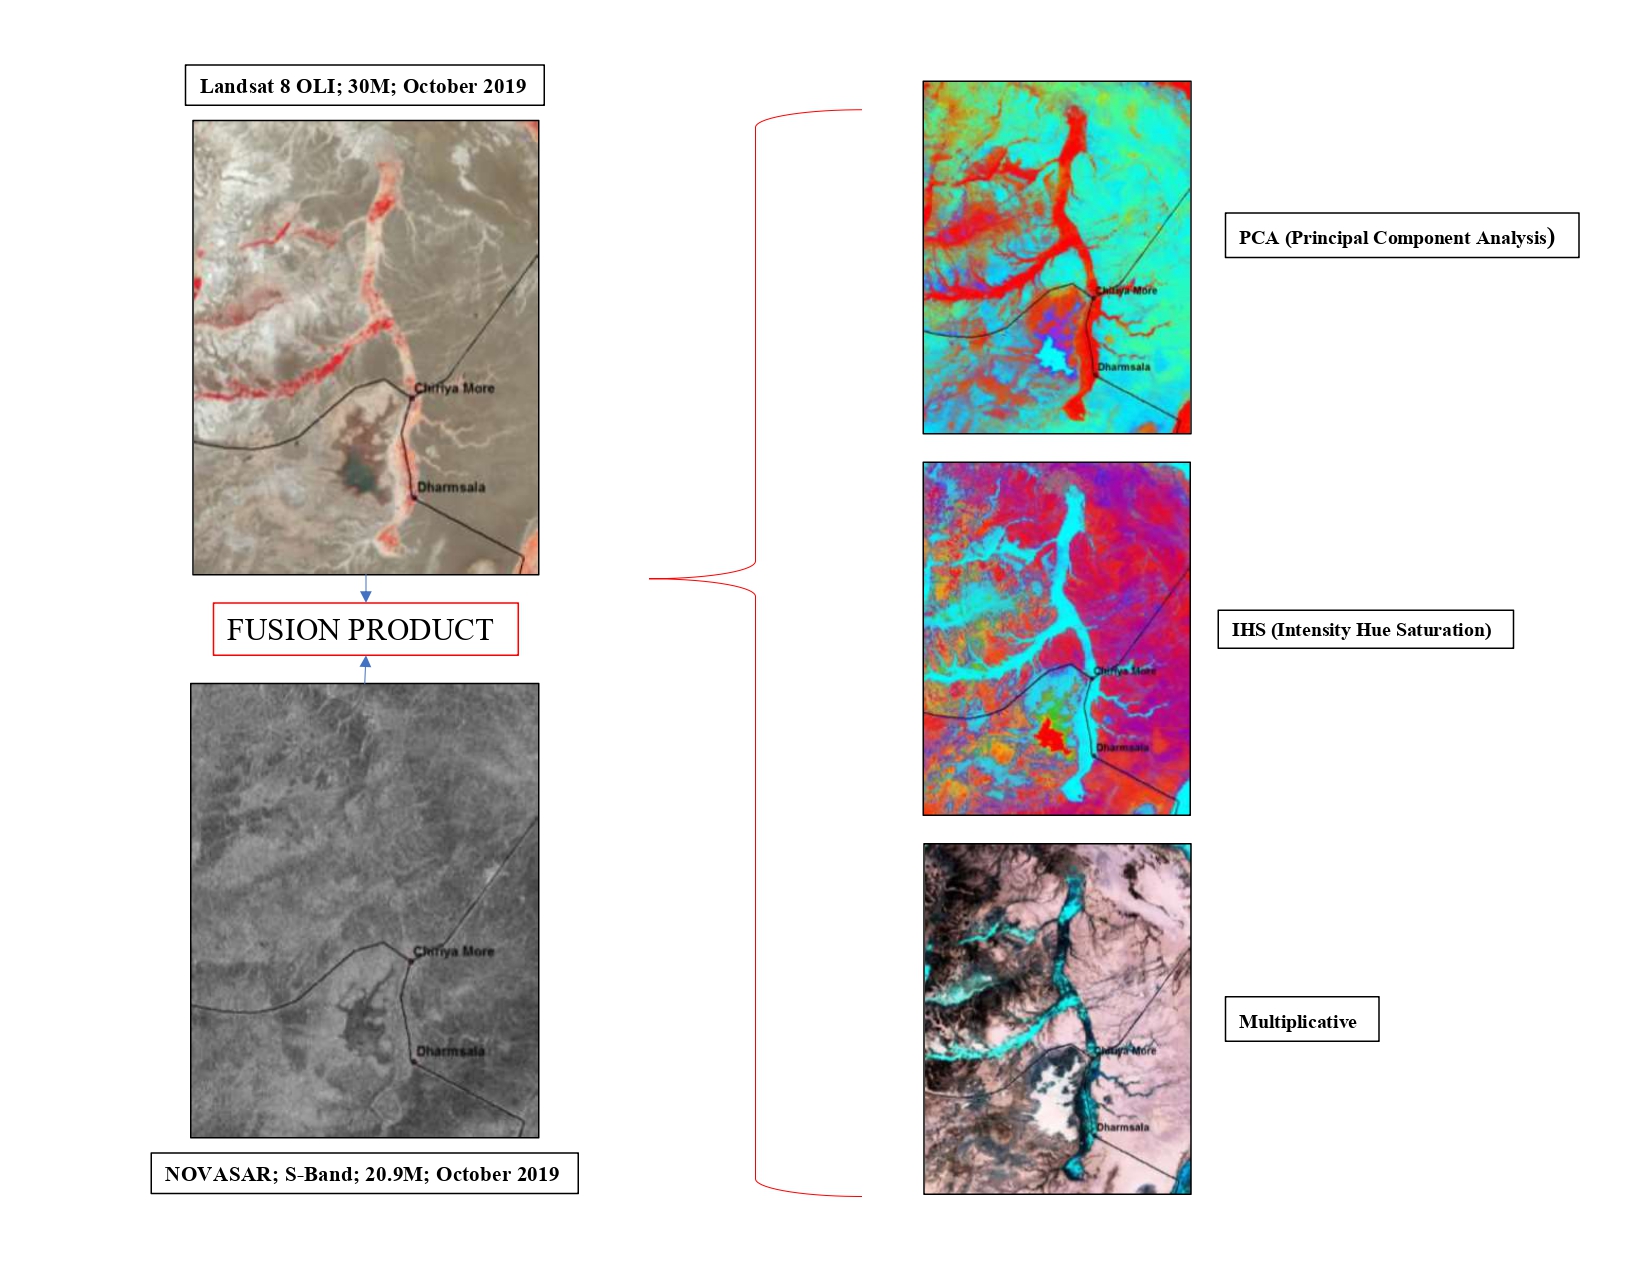 Landsat 8 OLI; 30M; October 2019
Chiriya More
Dharmsala
FUSION PRODUCT
Chiriya More
Dharmsala
NOVASAR; S-Band; 20.9M; October 2019
Chiriya More
Dharmsala
PCA (Principal Component Analysis)
Chiriya More
Dharmsala
IHS (Intensity Hue Saturation)
Chiriya More
Dharmsala
Multiplicative